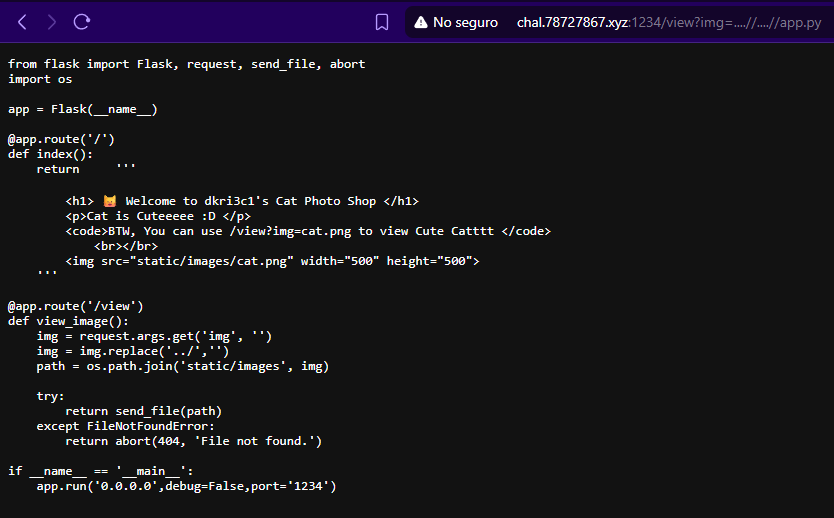 No seguro chal.78727867.xyz:1234/view?img=....//....//app.py
from flask import Flask, request, send_file, abort
import os
app = Flask(__name__)
@app.route('/')
def index():
    return     '''
        <h1> 😺 Welcome to dkri3c1's Cat Photo Shop </h1>
        <p>Cat is Cuteeeee :D </p>
        <code>BTW, You can use /view?img=cat.png to view Cute Catttt </code>
            <br></br>
        <img src="static/images/cat.png" width="500" height="500">
    '''
@app.route('/view')
def view_image():
    img = request.args.get('img', '')
    img = img.replace('../','')
    path = os.path.join('static/images', img)
    try:
        return send_file(path)
    except FileNotFoundError:
        return abort(404, 'File not found.')
if __name__ == '__main__':
    app.run('0.0.0.0',debug=False,port='1234')